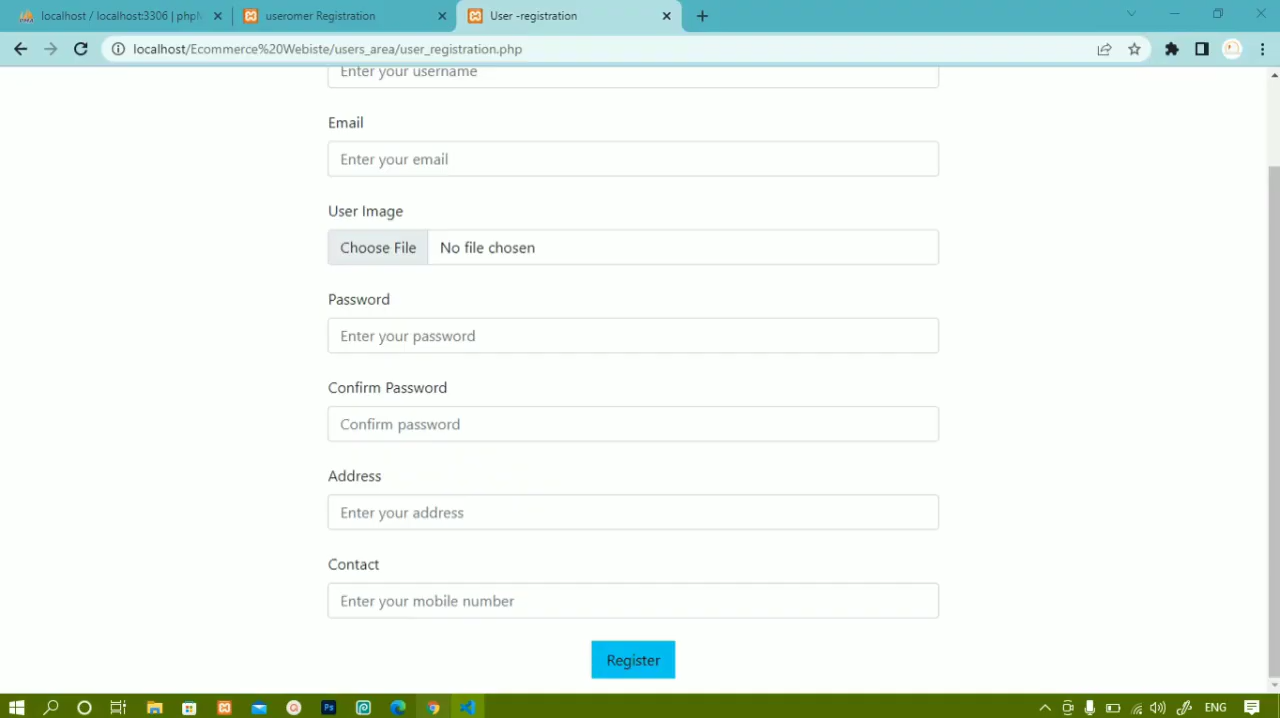 localhost / localhost:3306 | phpM
useromer Registration
User -registration
localhost/Ecommerce%20Webiste/users_area/user_registration.php
Enter your username
Email
Enter your email
User Image
Choose File No file chosen
Password
Enter your password
Confirm Password
Confirm password
Address
Enter your address
Contact
Enter your mobile number
Register
Ps
ENG